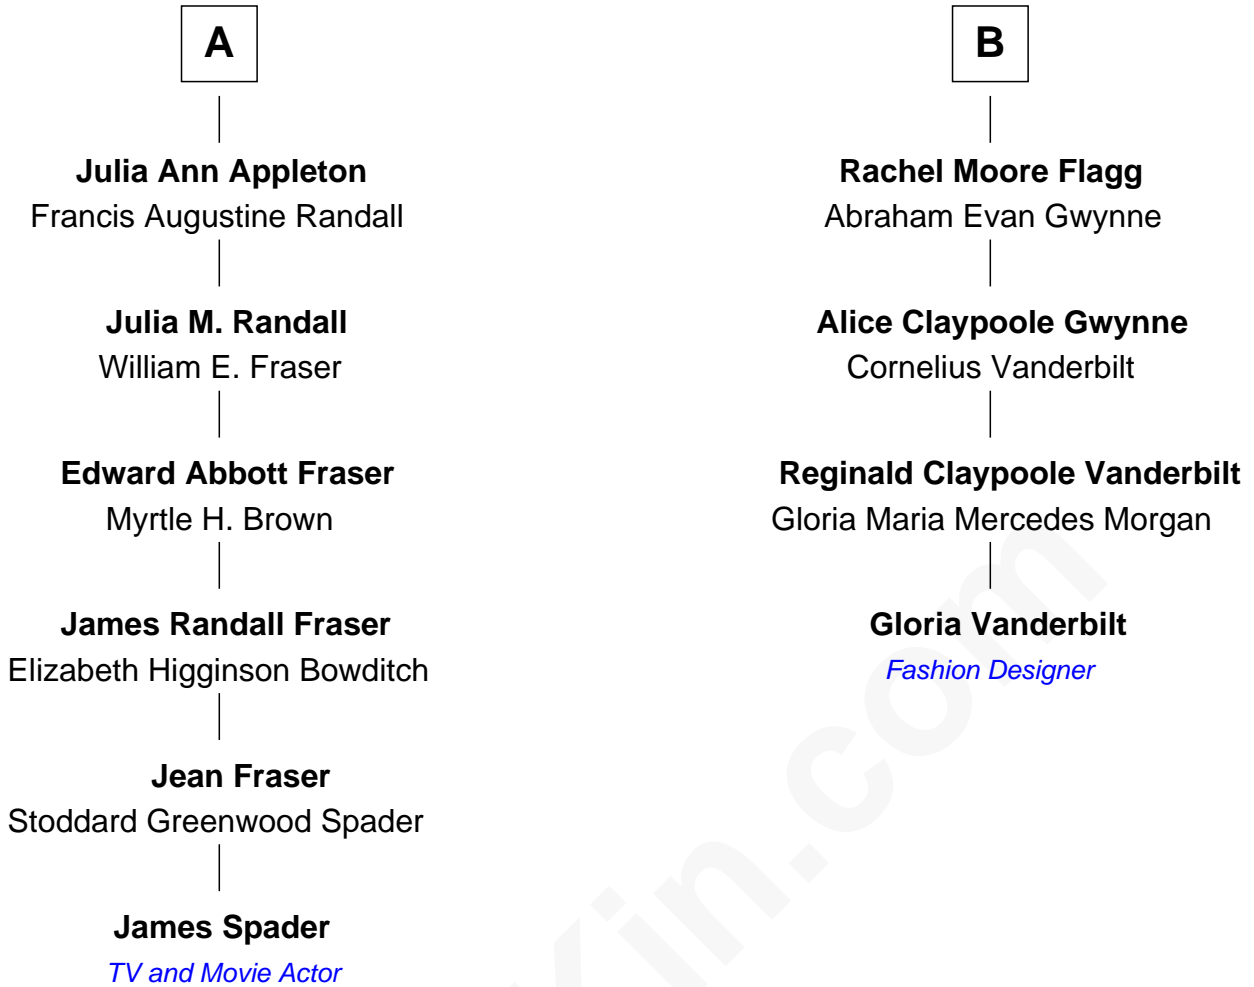 A
Julia Ann Appleton
Francis Augustine Randall
Julia M. Randall
William E. Fraser
Edward Abbott Fraser
Myrtle H. Brown
James Randall Fraser
Elizabeth Higginson Bowditch
Jean Fraser
Stoddard Greenwood Spader
James Spader
TV and Movie Actor
B
Rachel Moore Flagg
Abraham Evan Gwynne
Alice Claypoole Gwynne
Cornelius Vanderbilt
Reginald Claypoole Vanderbilt
Gloria Maria Mercedes Morgan
Gloria Vanderbilt
Fashion Designer
Kin.com